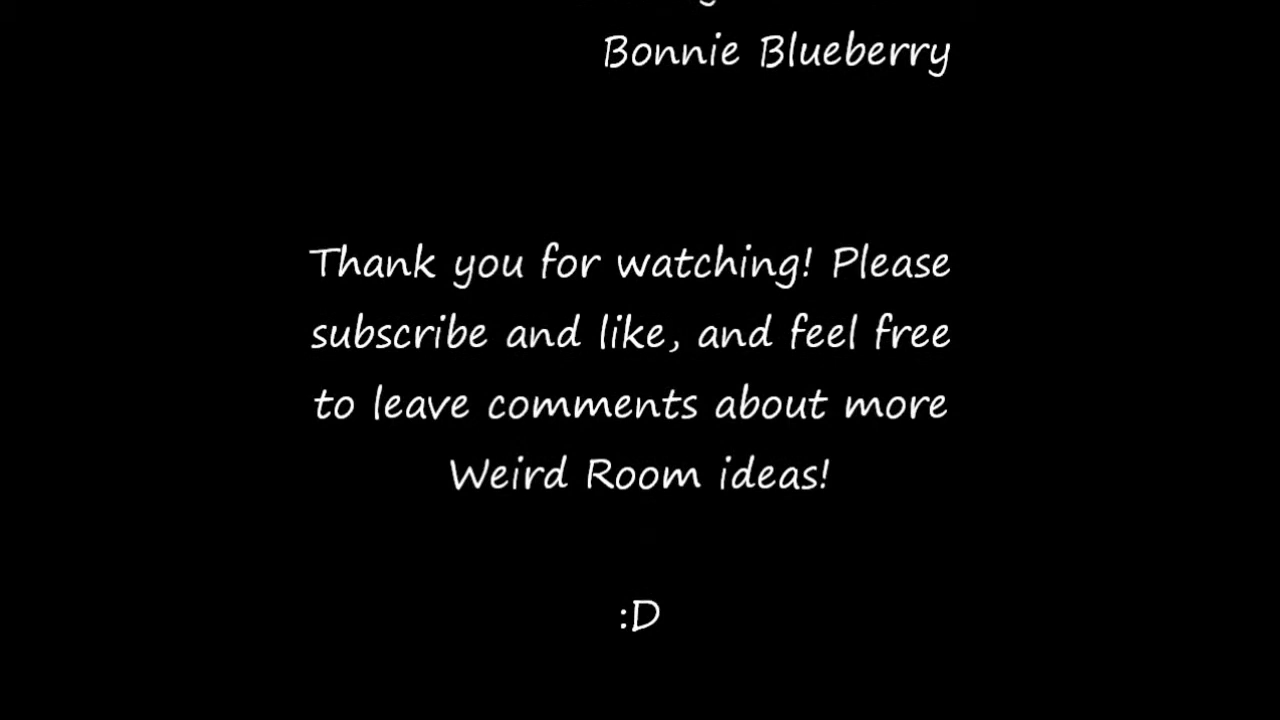 Bonnie Blueberry
Thank you for watching! Please
subscribe and like, and feel free
to leave comments about more
Weird Room ideas!
:D